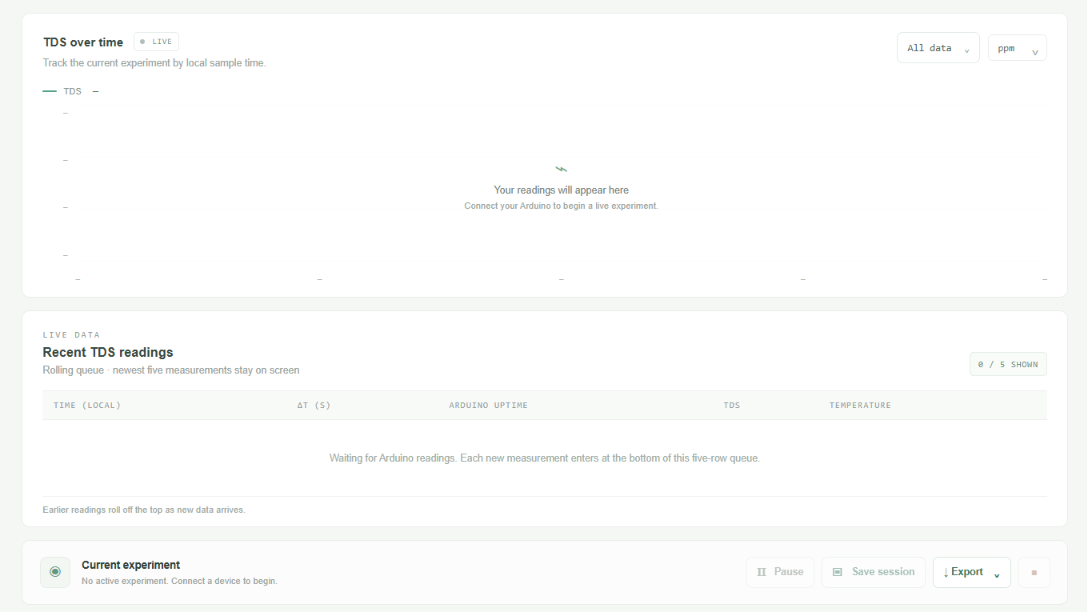 TDS over time
LIVE
All data
ppm
Track the current experiment by local sample time.
TDS –
–
–
–
–
Your readings will appear here
Connect your Arduino to begin a live experiment.
– – – – –
LIVE DATA
Recent TDS readings
Rolling queue · newest five measurements stay on screen
0 / 5 SHOWN
TIME (LOCAL) ΔT (S) ARDUINO UPTIME TDS TEMPERATURE
Waiting for Arduino readings. Each new measurement enters at the bottom of this five-row queue.
Earlier readings roll off the top as new data arrives.
Current experiment
No active experiment. Connect a device to begin.
Pause
Save session
↓ Export